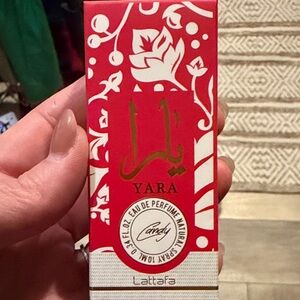 يارا
YARA
0.34 FL.OZ. EAU DE PERFUME NATURAL SPRAY 10ML
Candy
Lattafa